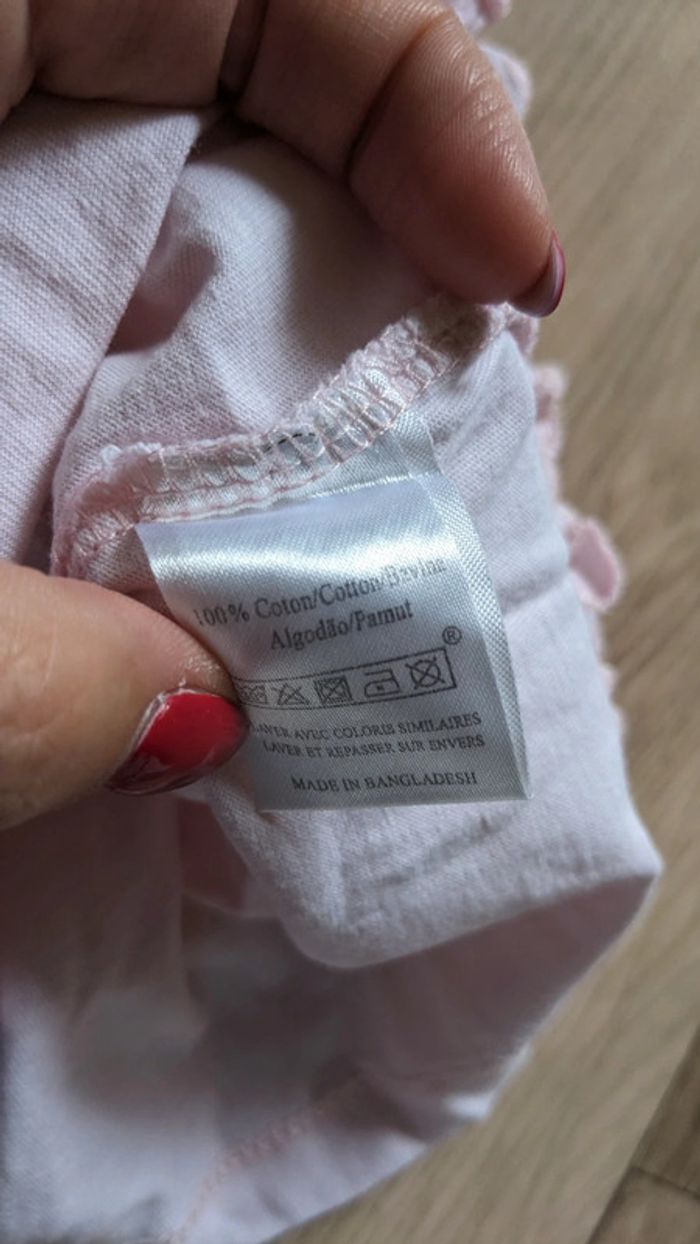 100% Coton/Cotton/Bavlna
Algodão/Pamut
®
LAVER AVEC COLORIS SIMILAIRES
LAVER ET REPASSER SUR ENVERS
MADE IN BANGLADESH